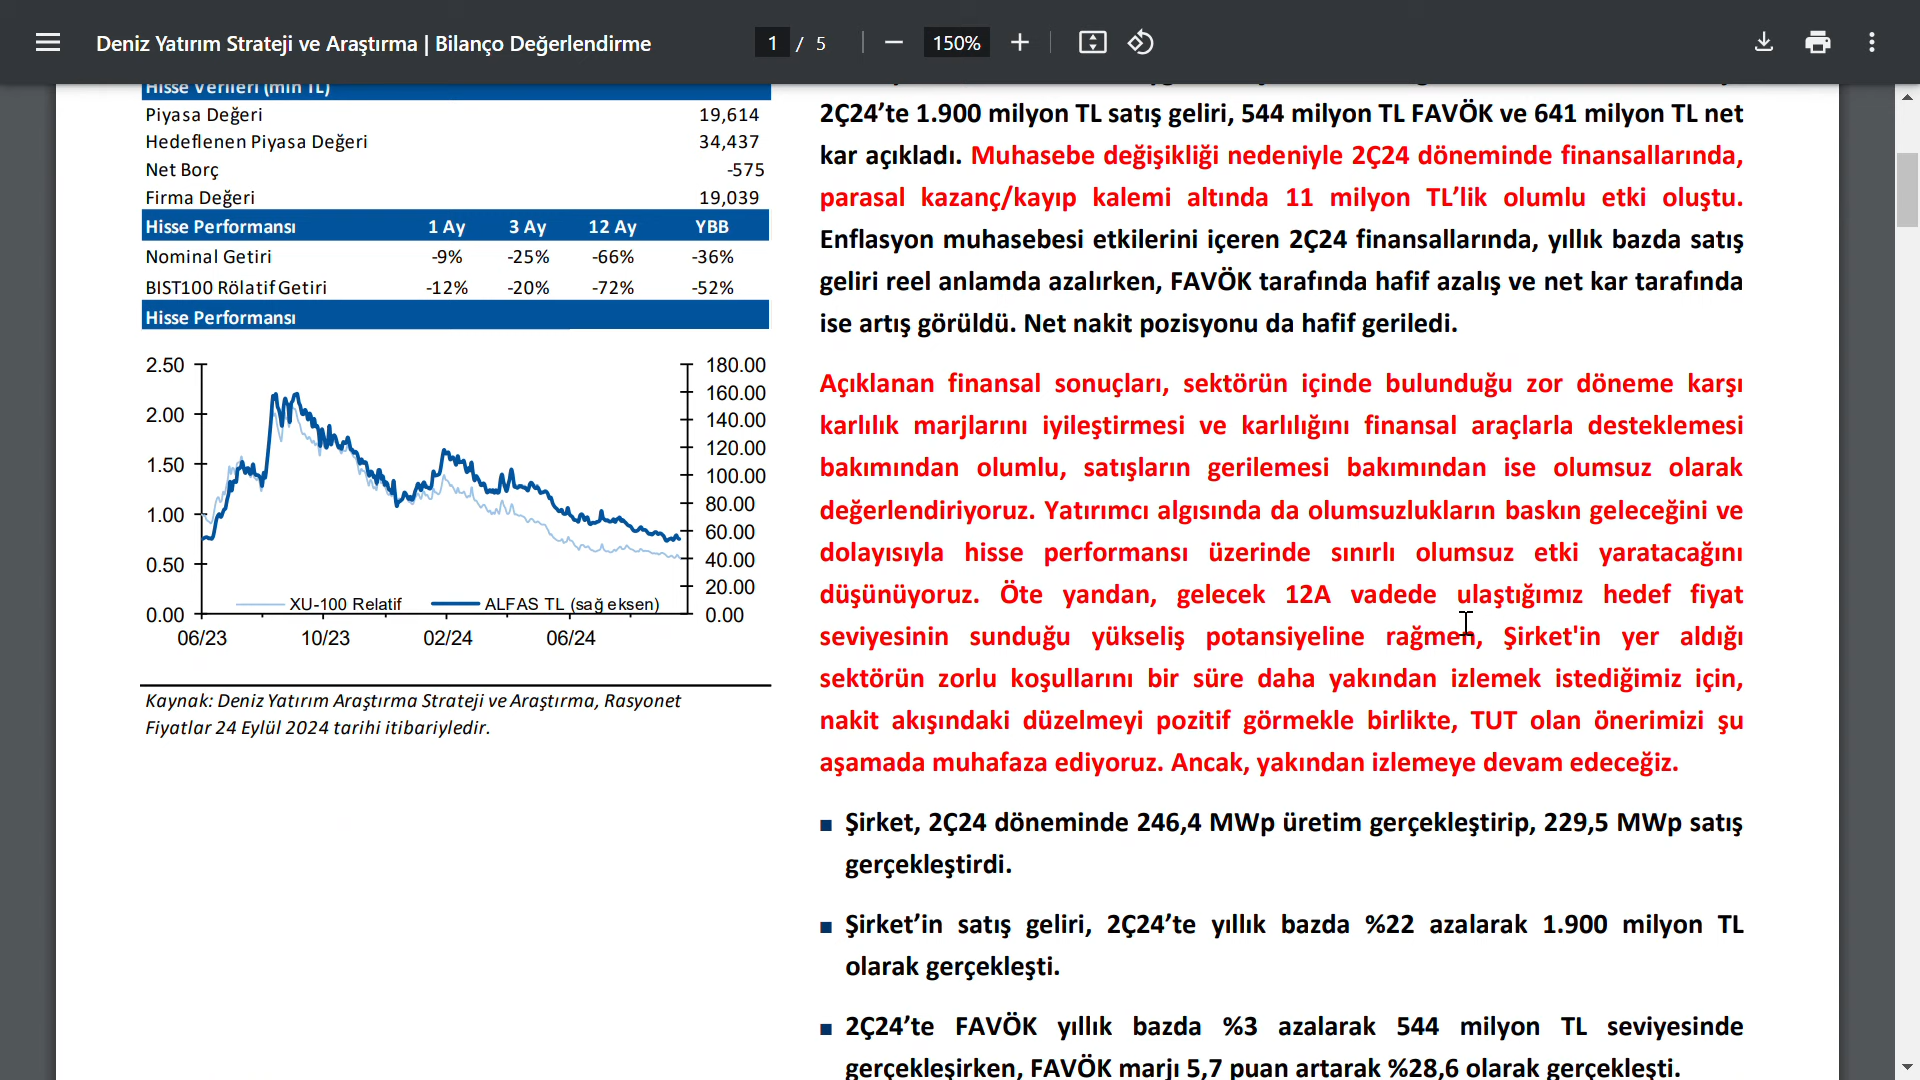 Deniz Yatırım Strateji ve Araştırma | Bilanço Değerlendirme
1 / 5
150%
Hisse Verileri (mln TL)
Piyasa Değeri 19,614
Hedeflenen Piyasa Değeri 34,437
Net Borç -575
Firma Değeri 19,039
Hisse Performansı 1 Ay 3 Ay 12 Ay YBB
Nominal Getiri -9% -25% -66% -36%
BIST100 Rölatif Getiri -12% -20% -72% -52%
Hisse Performansı
2.50 180.00
160.00
2.00 140.00
120.00
1.50 100.00
80.00
1.00 60.00
0.50 40.00
20.00
XU-100 Relatif ALFAS TL (sağ eksen)
0.00 0.00
06/23 10/23 02/24 06/24
Kaynak: Deniz Yatırım Araştırma Strateji ve Araştırma, Rasyonet
Fiyatlar 24 Eylül 2024 tarihi itibariyledir.
2Ç24’te 1.900 milyon TL satış geliri, 544 milyon TL FAVÖK ve 641 milyon TL net
kar açıkladı. Muhasebe değişikliği nedeniyle 2Ç24 döneminde finansallarında,
parasal kazanç/kayıp kalemi altında 11 milyon TL’lik olumlu etki oluştu.
Enflasyon muhasebesi etkilerini içeren 2Ç24 finansallarında, yıllık bazda satış
geliri reel anlamda azalırken, FAVÖK tarafında hafif azalış ve net kar tarafında
ise artış görüldü. Net nakit pozisyonu da hafif geriledi.
Açıklanan finansal sonuçları, sektörün içinde bulunduğu zor döneme karşı
karlılık marjlarını iyileştirmesi ve karlılığını finansal araçlarla desteklemesi
bakımından olumlu, satışların gerilemesi bakımından ise olumsuz olarak
değerlendiriyoruz. Yatırımcı algısında da olumsuzlukların baskın geleceğini ve
dolayısıyla hisse performansı üzerinde sınırlı olumsuz etki yaratacağını
düşünüyoruz. Öte yandan, gelecek 12A vadede ulaştığımız hedef fiyat
seviyesinin sunduğu yükseliş potansiyeline rağmen, Şirket'in yer aldığı
sektörün zorlu koşullarını bir süre daha yakından izlemek istediğimiz için,
nakit akışındaki düzelmeyi pozitif görmekle birlikte, TUT olan önerimizi şu
aşamada muhafaza ediyoruz. Ancak, yakından izlemeye devam edeceğiz.
■ Şirket, 2Ç24 döneminde 246,4 MWp üretim gerçekleştirip, 229,5 MWp satış
gerçekleştirdi.
■ Şirket’in satış geliri, 2Ç24’te yıllık bazda %22 azalarak 1.900 milyon TL
olarak gerçekleşti.
■ 2Ç24’te FAVÖK yıllık bazda %3 azalarak 544 milyon TL seviyesinde
gerçekleşirken, FAVÖK marjı 5,7 puan artarak %28,6 olarak gerçekleşti.